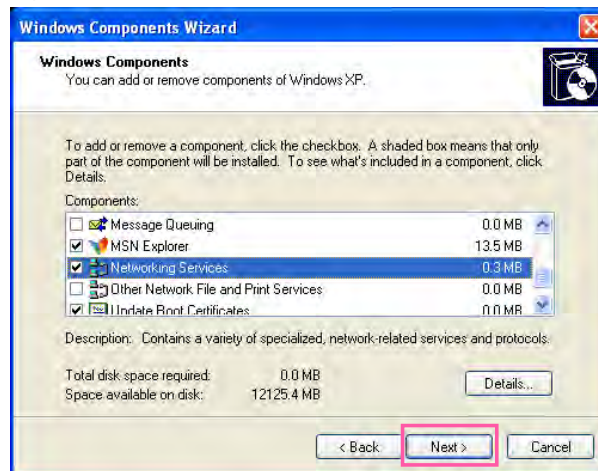 Windows Components Wizard
Windows Components
You can add or remove components of Windows XP.
To add or remove a component, click the checkbox. A shaded box means that only
part of the component will be installed. To see what's included in a component, click
Details.
Components:
Message Queuing 0.0 MB
MSN Explorer 13.5 MB
Networking Services 0.3 MB
Other Network File and Print Services 0.0 MB
Update Root Certificates 0.0 MB
Description: Contains a variety of specialized, network-related services and protocols.
Total disk space required: 0.0 MB
Space available on disk: 12125.4 MB
Details...
< Back Next > Cancel